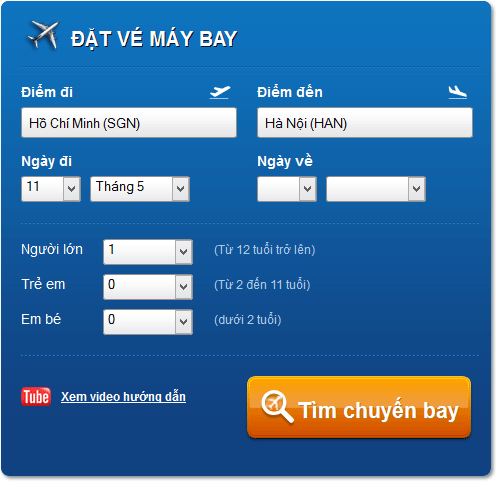 ĐẶT VÉ MÁY BAY
Điểm đi Điểm đến
Hồ Chí Minh (SGN) Hà Nội (HAN)
Ngày đi Ngày về
11 Tháng 5
Người lớn 1 (Từ 12 tuổi trở lên)
Trẻ em 0 (Từ 2 đến 11 tuổi)
Em bé 0 (dưới 2 tuổi)
Tube Xem video hướng dẫn
Tìm chuyến bay